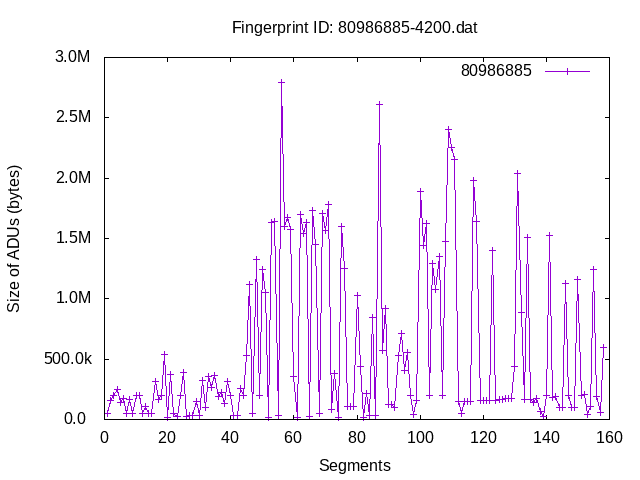 Fingerprint ID: 80986885-4200.dat
80986885
3.0M
2.5M
2.0M
1.5M
1.0M
500.0k
0.0
Size of ADUs (bytes)
0 20 40 60 80 100 120 140 160
Segments